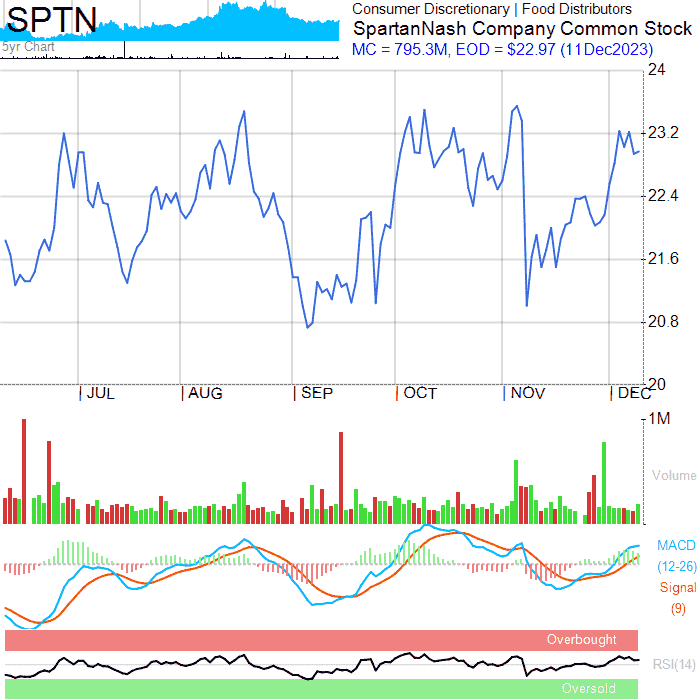 SPTN
5yr Chart
Consumer Discretionary | Food Distributors
SpartanNash Company Common Stock
MC = 795.3M, EOD = $22.97 (11Dec2023)
24
23.2
22.4
21.6
20.8
20
JUL
AUG
SEP
OCT
NOV
DEC
1M
Volume
MACD
(12-26)
Signal
(9)
Overbought
RSI(14)
Oversold